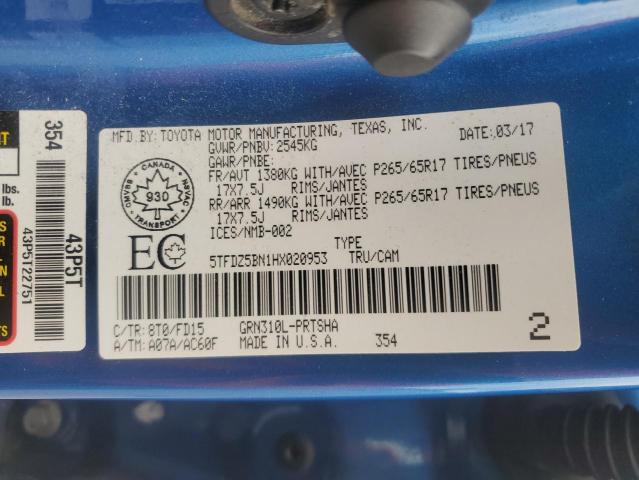 MFD.BY: TOYOTA MOTOR MANUFACTURING, TEXAS, INC. DATE: 03/17
GVWR/PNBV: 2545KG
GAWR/PNBE:
FR/AVT 1380KG WITH/AVEC P265/65R17 TIRES/PNEUS
17X7.5J RIMS/JANTES
RR/ARR 1490KG WITH/AVEC P265/65R17 TIRES/PNEUS
17X7.5J RIMS/JANTES
ICES/NMB-002
CANADA
930
TRANSPORT
EC
TYPE
5TFDZ5BN1HX020953 TRU/CAM
C/TR: 8T0/FD15 GRN310L-PRTSHA
A/TM: A07A/AC60F MADE IN U.S.A. 354
2
354
43P5T
43P5T22751
lbs.
lb.